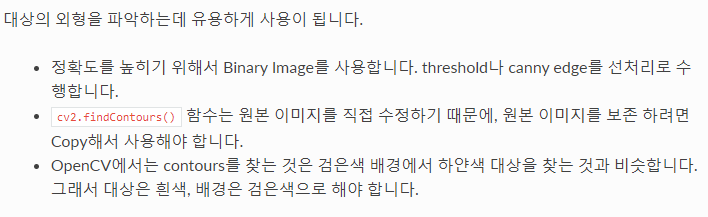 대상의 외형을 파악하는데 유용하게 사용이 됩니다.
정확도를 높히기 위해서 Binary Image를 사용합니다. threshold나 canny edge를 선처리로 수
행합니다.
cv2.findContours() 함수는 원본 이미지를 직접 수정하기 때문에, 원본 이미지를 보존 하려면
Copy해서 사용해야 합니다.
OpenCV에서는 contours를 찾는 것은 검은색 배경에서 하얀색 대상을 찾는 것과 비슷합니다.
그래서 대상은 흰색, 배경은 검은색으로 해야 합니다.